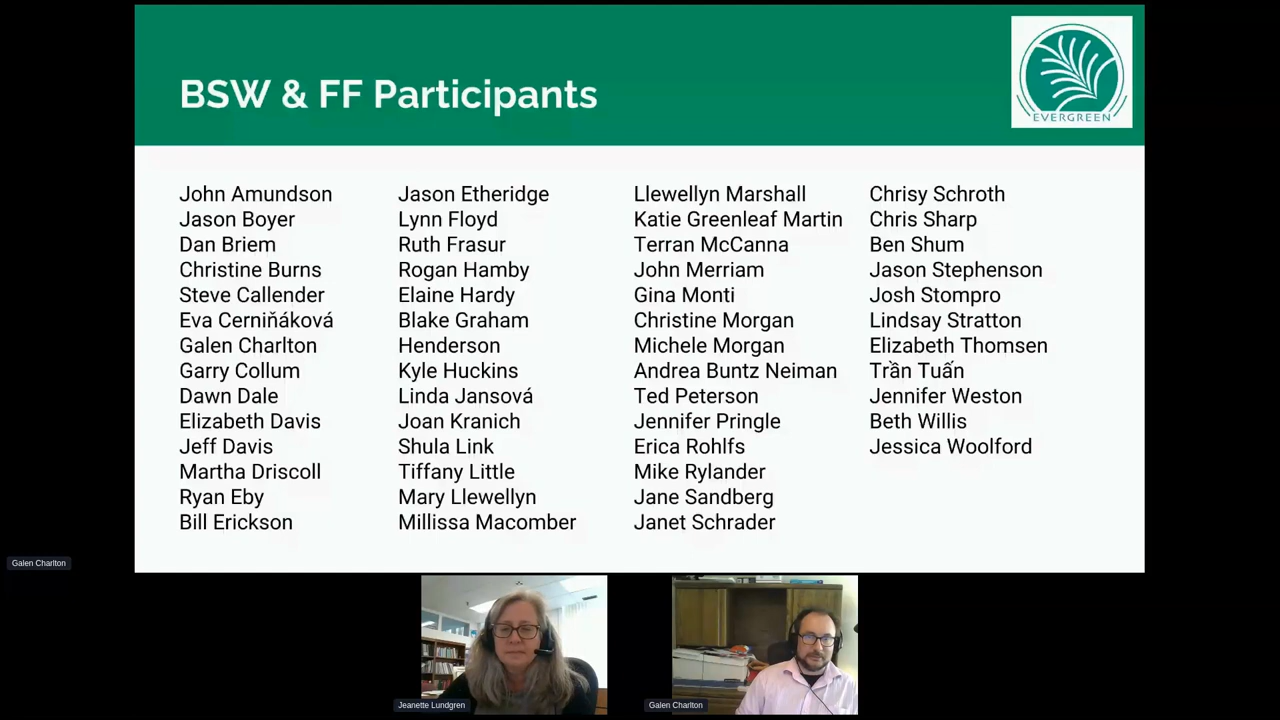 BSW & FF Participants
EVERGREEN
John Amundson
Jason Boyer
Dan Briem
Christine Burns
Steve Callender
Eva Cerniňáková
Galen Charlton
Garry Collum
Dawn Dale
Elizabeth Davis
Jeff Davis
Martha Driscoll
Ryan Eby
Bill Erickson
Jason Etheridge
Lynn Floyd
Ruth Frasur
Rogan Hamby
Elaine Hardy
Blake Graham
Henderson
Kyle Huckins
Linda Jansová
Joan Kranich
Shula Link
Tiffany Little
Mary Llewellyn
Millissa Macomber
Llewellyn Marshall
Katie Greenleaf Martin
Terran McCanna
John Merriam
Gina Monti
Christine Morgan
Michele Morgan
Andrea Buntz Neiman
Ted Peterson
Jennifer Pringle
Erica Rohlfs
Mike Rylander
Jane Sandberg
Janet Schrader
Chrisy Schroth
Chris Sharp
Ben Shum
Jason Stephenson
Josh Stompro
Lindsay Stratton
Elizabeth Thomsen
Trần Tuấn
Jennifer Weston
Beth Willis
Jessica Woolford
Galen Charlton
Jeanette Lundgren
Galen Charlton